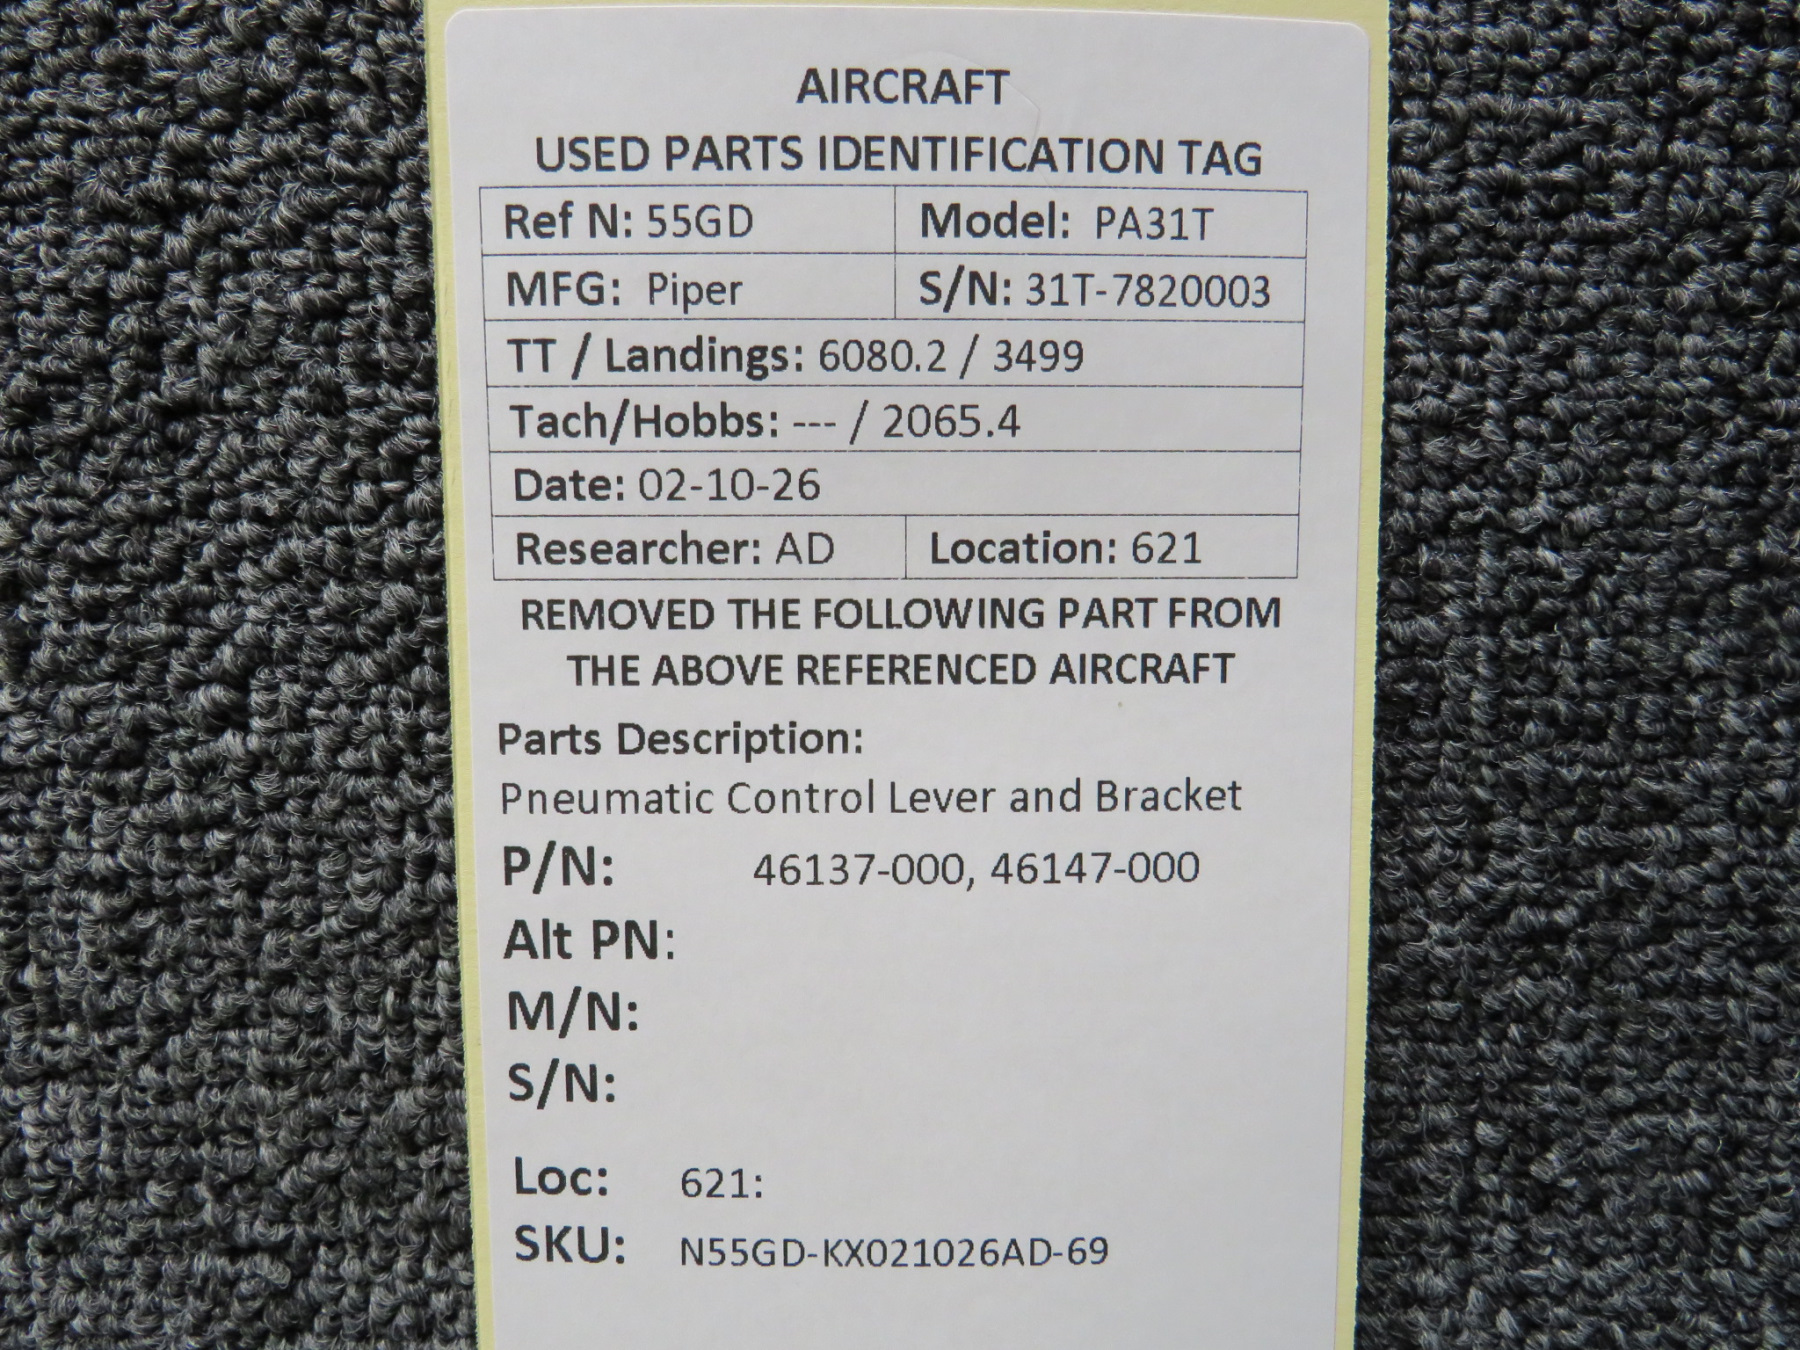 AIRCRAFT
USED PARTS IDENTIFICATION TAG
Ref N: 55GD Model: PA31T
MFG: Piper S/N: 31T-7820003
TT / Landings: 6080.2 / 3499
Tach/Hobbs: --- / 2065.4
Date: 02-10-26
Researcher: AD Location: 621
REMOVED THE FOLLOWING PART FROM
THE ABOVE REFERENCED AIRCRAFT
Parts Description:
Pneumatic Control Lever and Bracket
P/N: 46137-000, 46147-000
Alt PN:
M/N:
S/N:
Loc: 621:
SKU: N55GD-KX021026AD-69